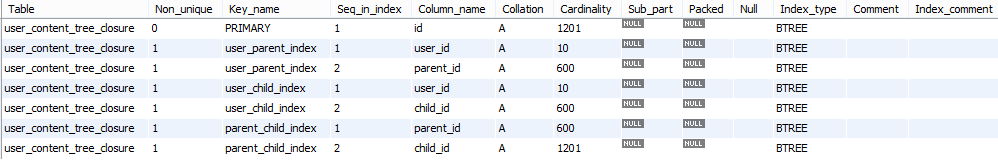 Table Non_unique Key_name Seq_in_index Column_name Collation Cardinality Sub_part Packed Null Index_type Comment Index_comment
user_content_tree_closure 0 PRIMARY 1 id A 1201 NULL NULL BTREE
user_content_tree_closure 1 user_parent_index 1 user_id A 10 NULL NULL BTREE
user_content_tree_closure 1 user_parent_index 2 parent_id A 600 NULL NULL BTREE
user_content_tree_closure 1 user_child_index 1 user_id A 10 NULL NULL BTREE
user_content_tree_closure 1 user_child_index 2 child_id A 600 NULL NULL BTREE
user_content_tree_closure 1 parent_child_index 1 parent_id A 600 NULL NULL BTREE
user_content_tree_closure 1 parent_child_index 2 child_id A 1201 NULL NULL BTREE